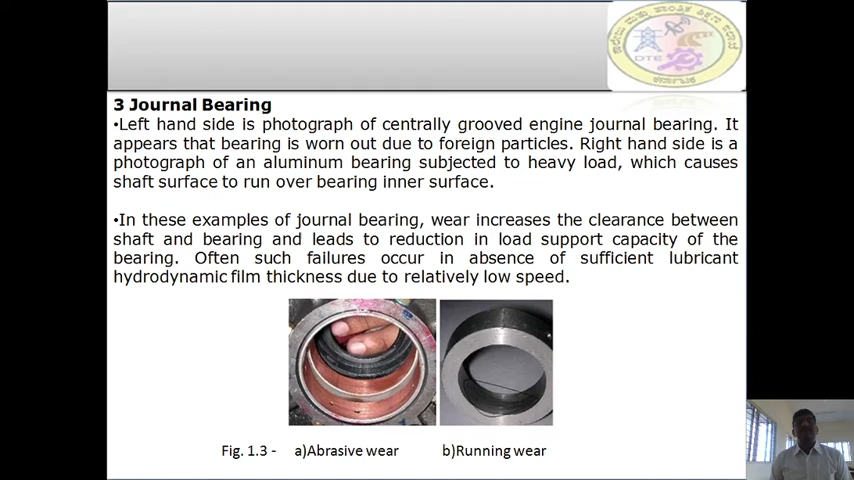 DTE
3 Journal Bearing
•Left hand side is photograph of centrally grooved engine journal bearing. It
appears that bearing is worn out due to foreign particles. Right hand side is a
photograph of an aluminum bearing subjected to heavy load, which causes
shaft surface to run over bearing inner surface.
•In these examples of journal bearing, wear increases the clearance between
shaft and bearing and leads to reduction in load support capacity of the
bearing. Often such failures occur in absence of sufficient lubricant
hydrodynamic film thickness due to relatively low speed.
Fig. 1.3 - a)Abrasive wear b)Running wear